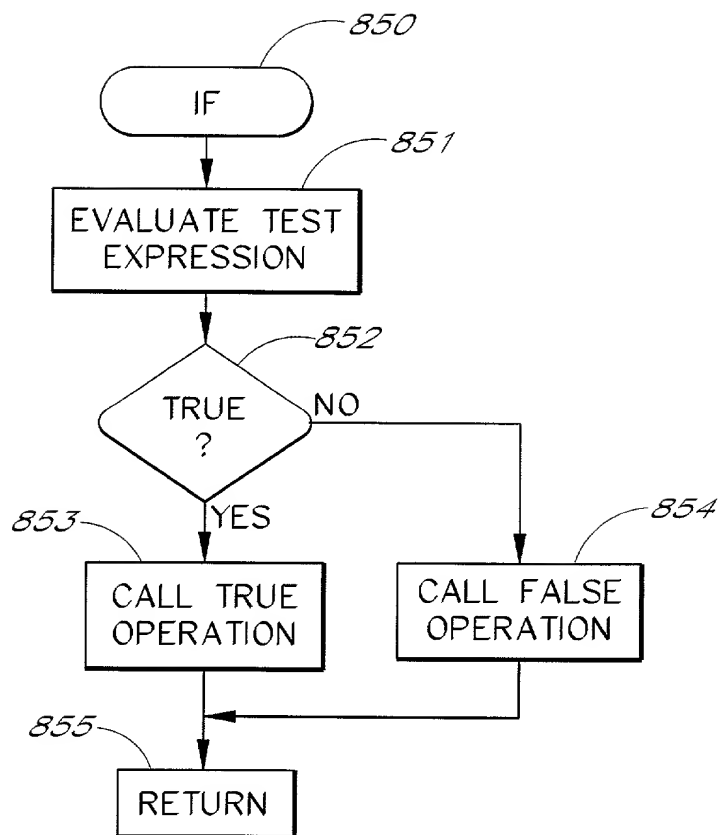 850
IF
851
EVALUATE TEST
EXPRESSION
852
TRUE
?
NO
YES
853
854
CALL TRUE
OPERATION
CALL FALSE
OPERATION
855
RETURN